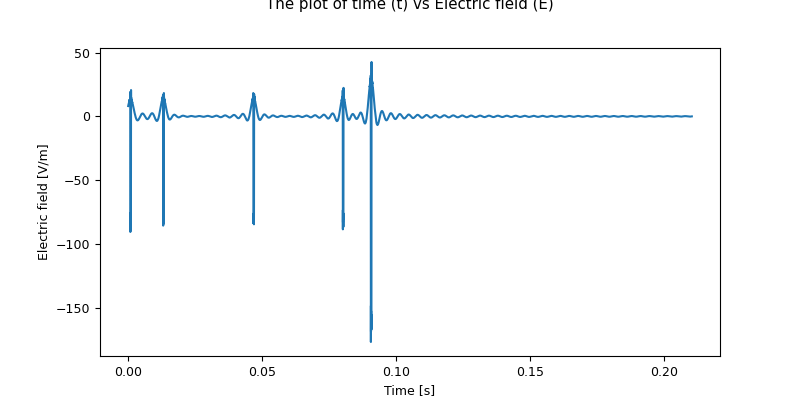 The plot of time (t) vs Electric field (E)
50
0
−50
−100
−150
Electric field [V/m]
0.00 0.05 0.10 0.15 0.20
Time [s]